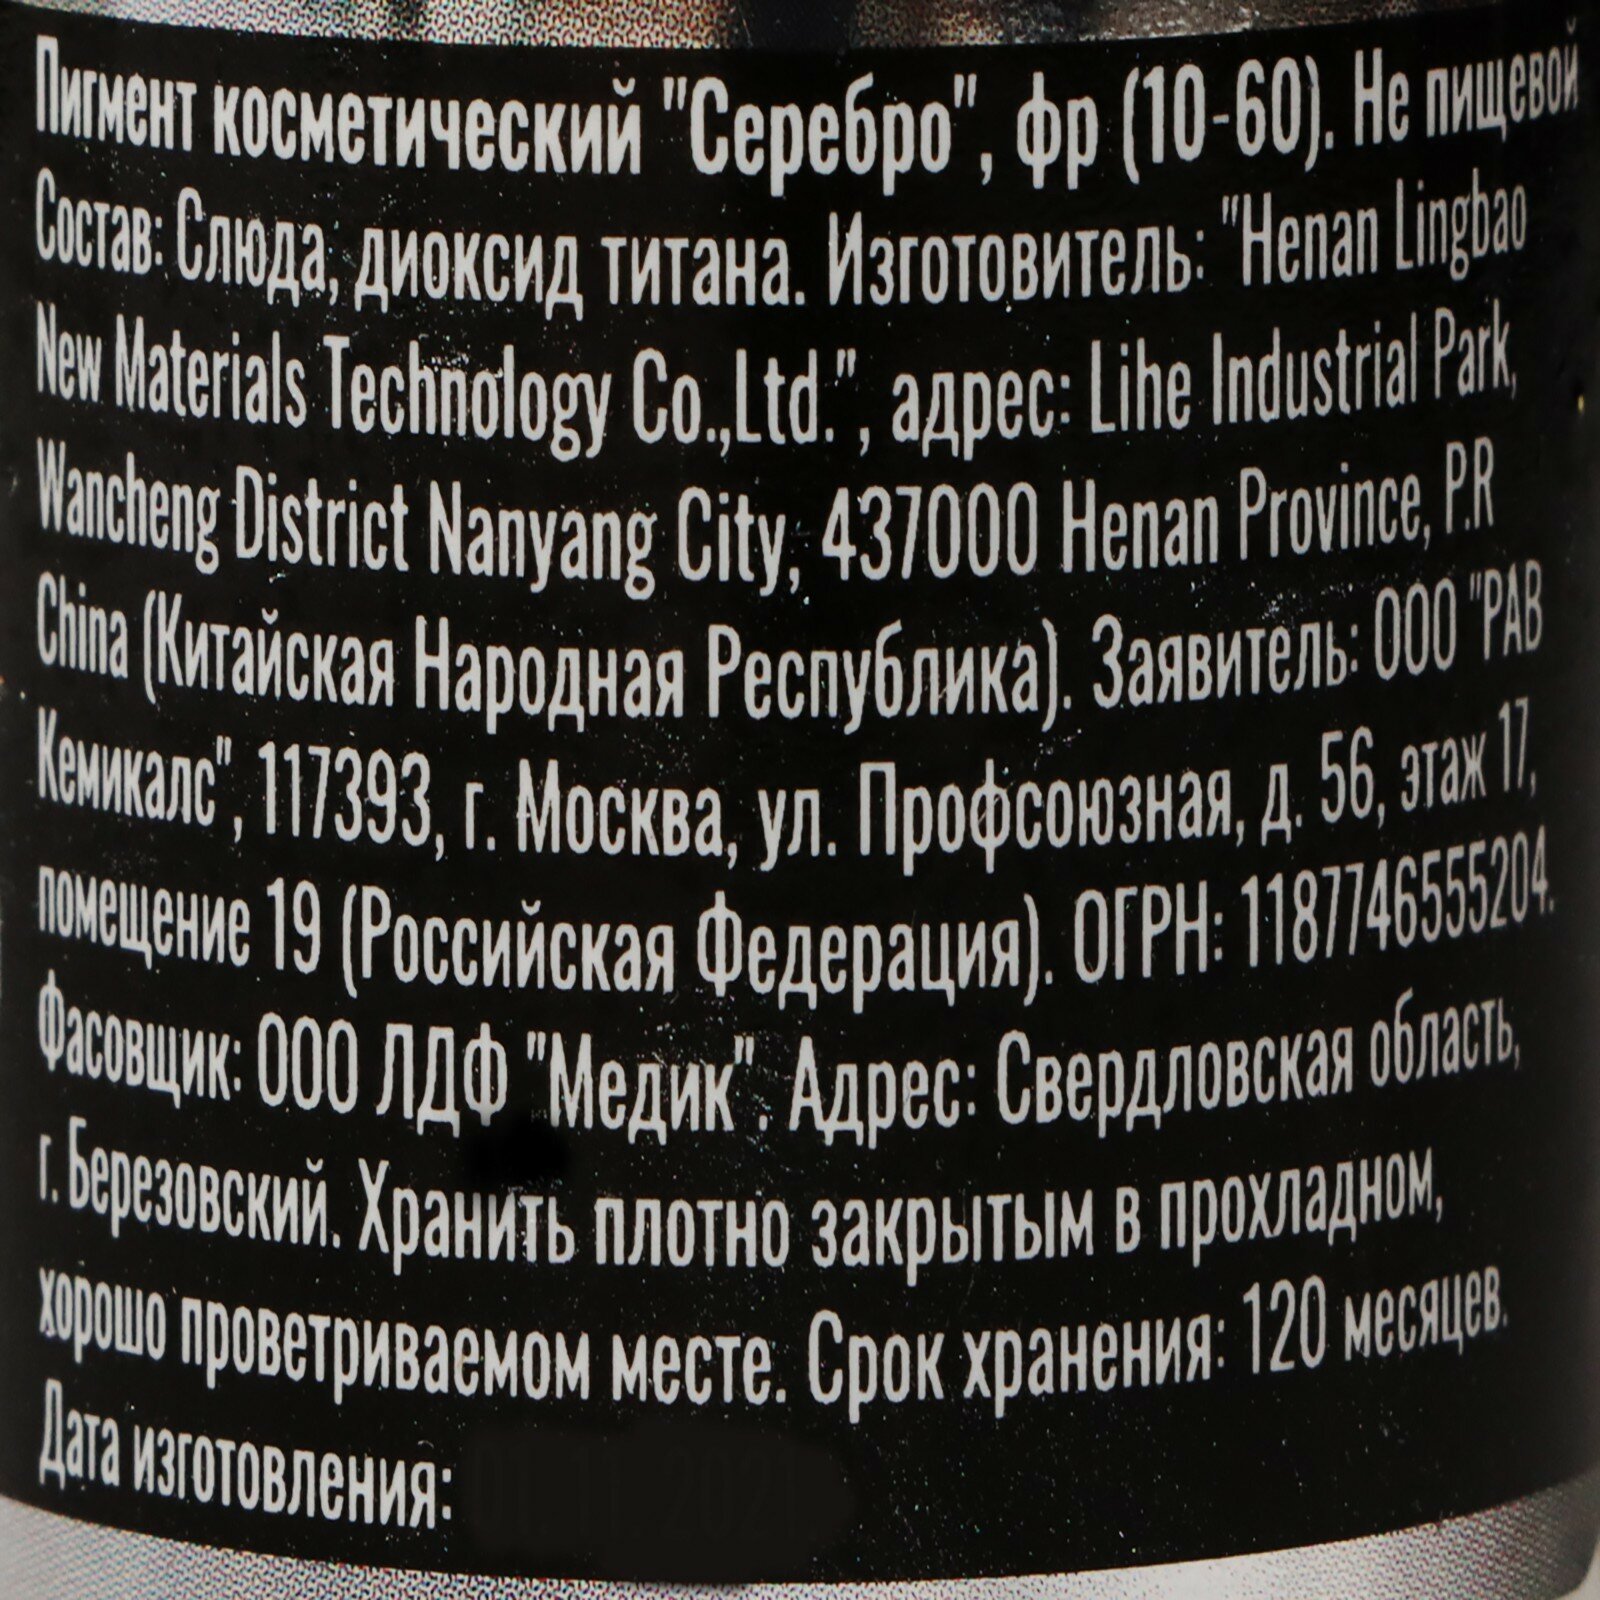 Пигмент косметический "Серебро", фр (10-60). Не пищевой
Состав: Слюда, диоксид титана. Изготовитель: "Henan Lingbao
New Materials Technology Co.,Ltd." , адрес: Lihe Industrial Park,
Wancheng District Nanyang City, 437000 Henan Province, P.R
China (Китайская Народная Республика). Заявитель: ООО "РАВ
Кемикалс", 117393, г. Москва, ул. Профсоюзная, д. 56, этаж 17,
помещение 19 (Российская Федерация). ОГРН: 1187746555204.
Фасовщик: ООО ЛДФ "Медик". Адрес: Свердловская область,
г. Березовский. Хранить плотно закрытым в прохладном,
хорошо проветриваемом месте. Срок хранения: 120 месяцев.
Дата изготовления: